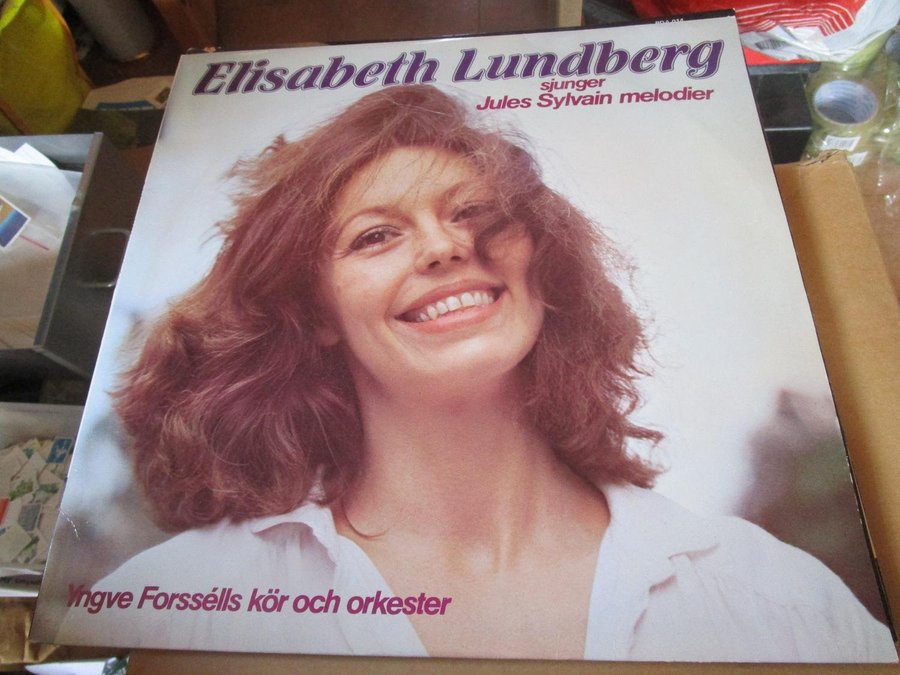 Elisabeth Lundberg
sjunger
Jules Sylvain melodier
Yngve Forssélls kör och orkester